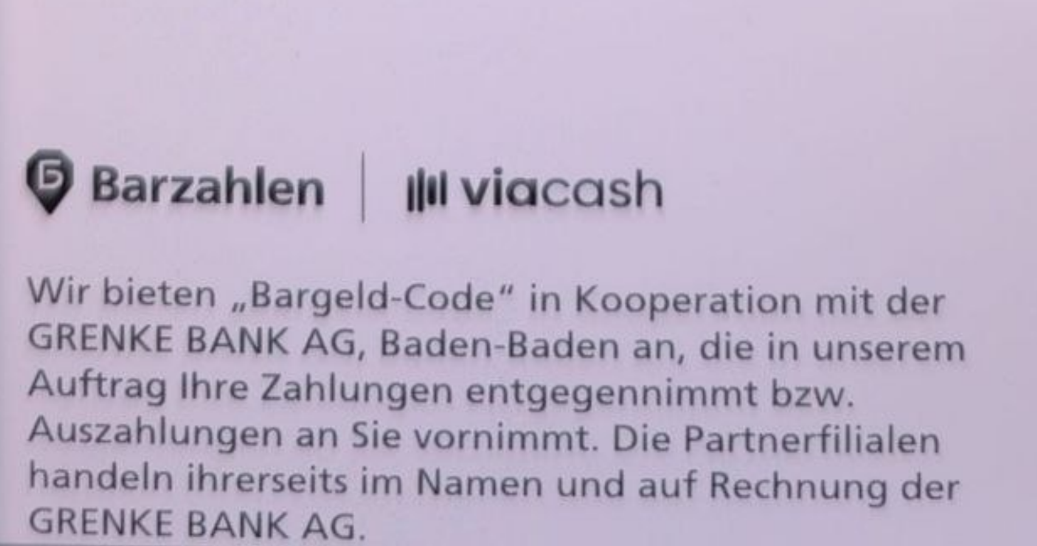 Barzahlen | viacash
Wir bieten „Bargeld-Code“ in Kooperation mit der
GRENKE BANK AG, Baden-Baden an, die in unserem
Auftrag Ihre Zahlungen entgegennimmt bzw.
Auszahlungen an Sie vornimmt. Die Partnerfilialen
handeln ihrerseits im Namen und auf Rechnung der
GRENKE BANK AG.